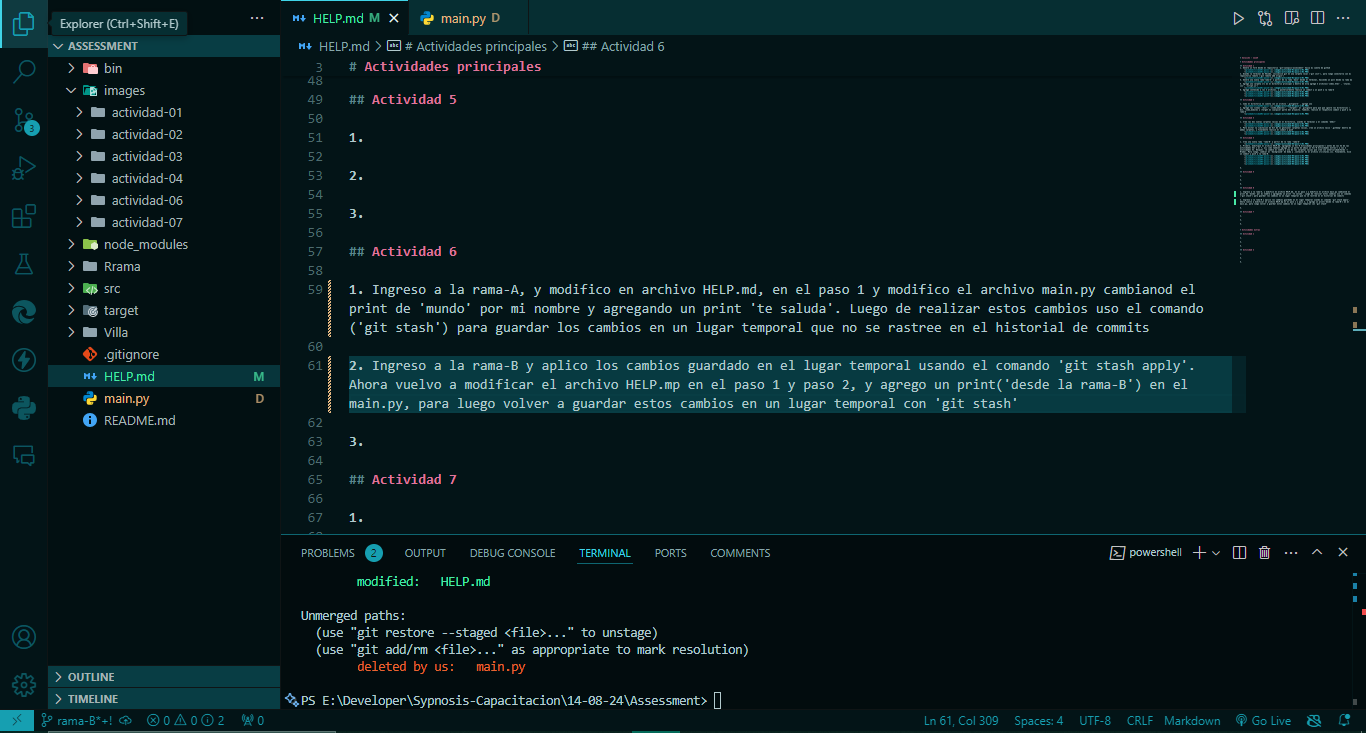 Explorer (Ctrl+Shift+E)
HELP.md M
main.py D
ASSESSMENT
HELP.md > # Actividades principales > ## Actividad 6
bin
images
actividad-01
actividad-02
actividad-03
actividad-04
actividad-06
actividad-07
node_modules
Rrama
src
target
Villa
.gitignore
HELP.md M
main.py D
README.md
OUTLINE
TIMELINE
3
3 # Actividades principales
48
49 ## Actividad 5
50
51 1.
52
53 2.
54
55 3.
56
57 ## Actividad 6
58
59 1. Ingreso a la rama-A, y modifico en archivo HELP.md, en el paso 1 y modifico el archivo main.py cambianod el
print de 'mundo' por mi nombre y agregando un print 'te saluda'. Luego de realizar estos cambios uso el comando
('git stash') para guardar los cambios en un lugar temporal que no se rastree en el historial de commits
60
61 2. Ingreso a la rama-B y aplico los cambios guardado en el lugar temporal usando el comando 'git stash apply'.
Ahora vuelvo a modificar el archivo HELP.mp en el paso 1 y paso 2, y agrego un print('desde la rama-B') en el
main.py, para luego volver a guardar estos cambios en un lugar temporal con 'git stash'
62
63 3.
64
65 ## Actividad 7
66
67 1.
PROBLEMS 2 OUTPUT DEBUG CONSOLE TERMINAL PORTS COMMENTS
powershell
modified: HELP.md
Unmerged paths:
(use "git restore --staged <file>..." to unstage)
(use "git add/rm <file>..." as appropriate to mark resolution)
deleted by us: main.py
PS E:\Developer\Sypnosis-Capacitacion\14-08-24\Assessment>
rama-B*+! 0 0 2 0 Ln 61, Col 309 Spaces: 4 UTF-8 CRLF Markdown Go Live